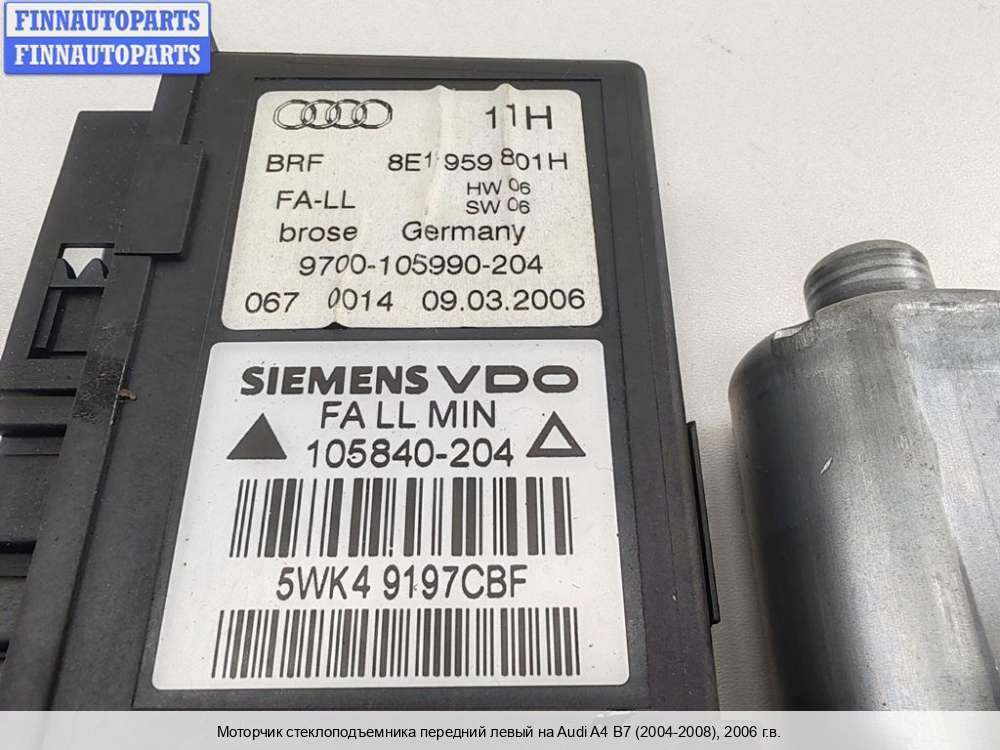 FINNAUTOPARTS
FINNAUTOPARTS
11H
BRF 8E1 959 801H
FA-LL HW 06
SW 06
brose Germany
9700-105990-204
067 0014 09.03.2006
SIEMENS VDO
FA LL MIN
105840-204
5WK4 9197CBF
Моторчик стеклоподъемника передний левый на Audi A4 B7 (2004-2008), 2006 г.в.